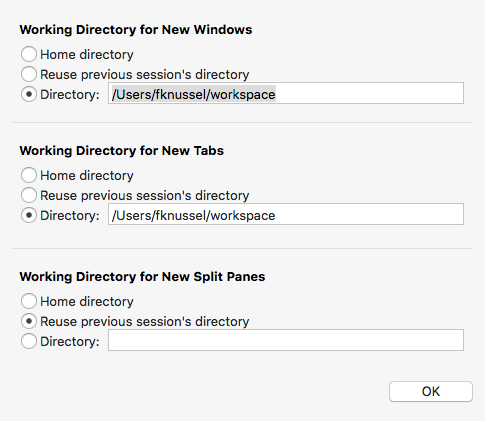 Working Directory for New Windows
Home directory
Reuse previous session's directory
Directory: /Users/fknussel/workspace
Working Directory for New Tabs
Home directory
Reuse previous session's directory
Directory: /Users/fknussel/workspace
Working Directory for New Split Panes
Home directory
Reuse previous session's directory
Directory:
OK